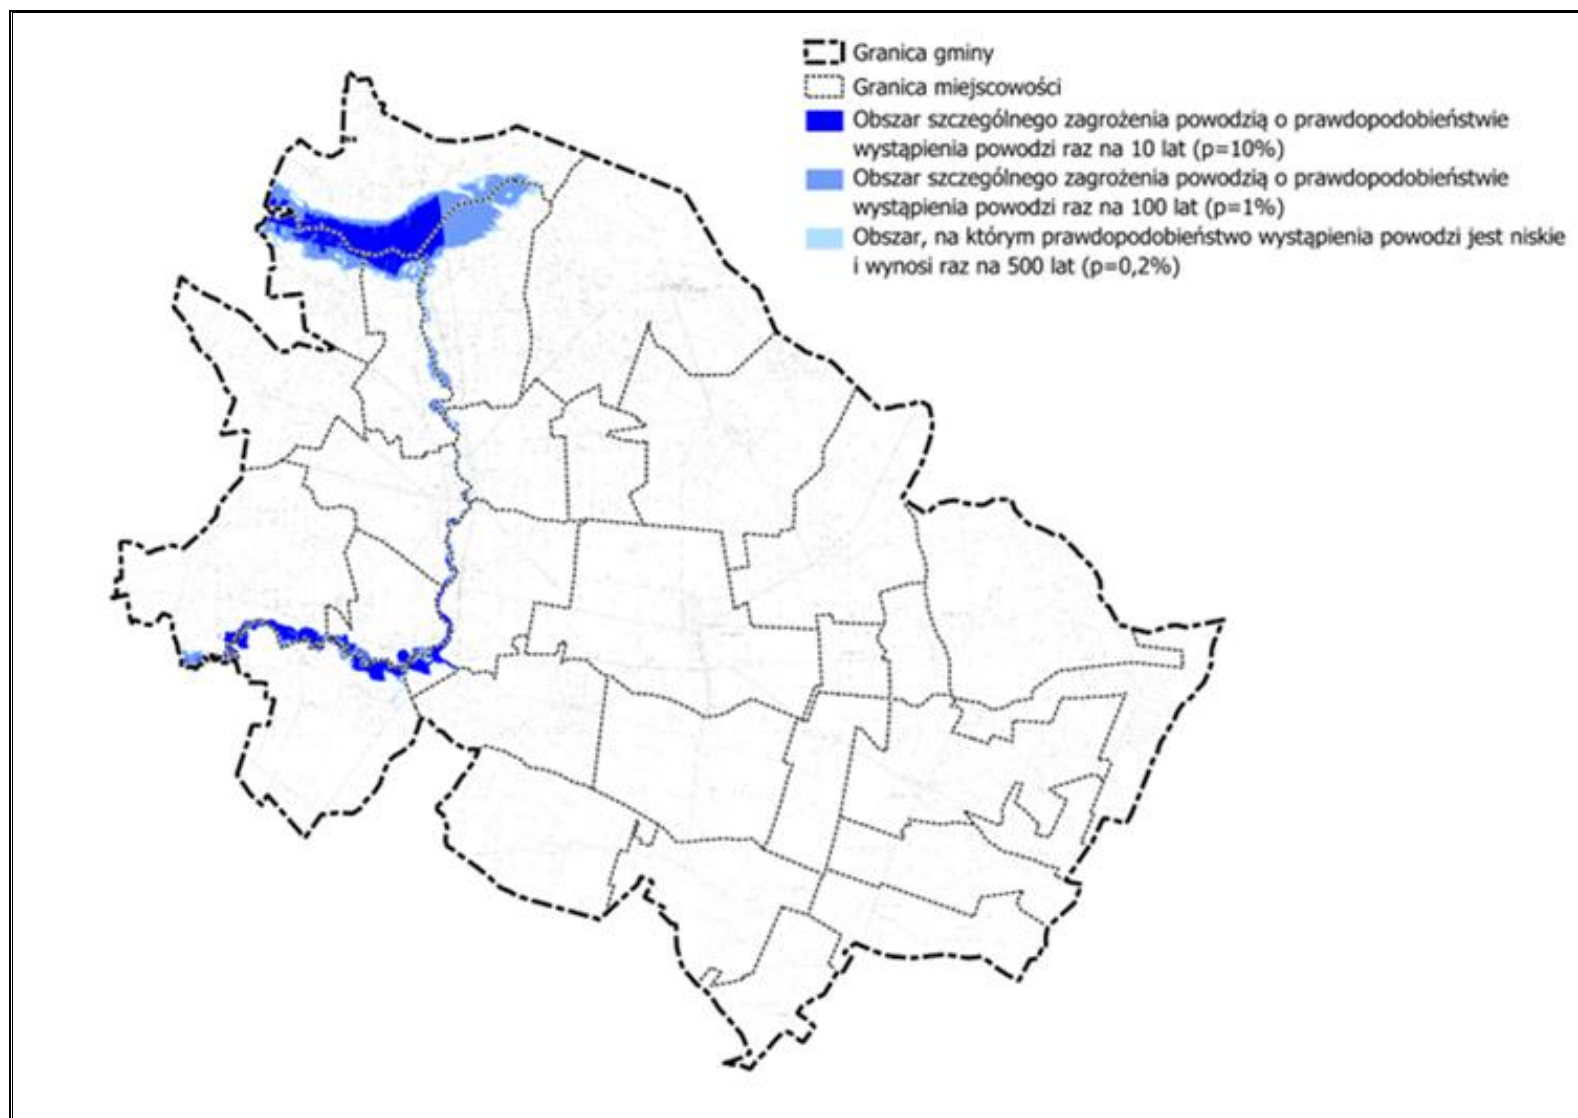 Granica gminy
Granica miejscowości
Obszar szczególnego zagrożenia powodzią o prawdopodobieństwie
wystąpienia powodzi raz na 10 lat (p=10%)
Obszar szczególnego zagrożenia powodzią o prawdopodobieństwie
wystąpienia powodzi raz na 100 lat (p=1%)
Obszar, na którym prawdopodobieństwo wystąpienia powodzi jest niskie
i wynosi raz na 500 lat (p=0,2%)